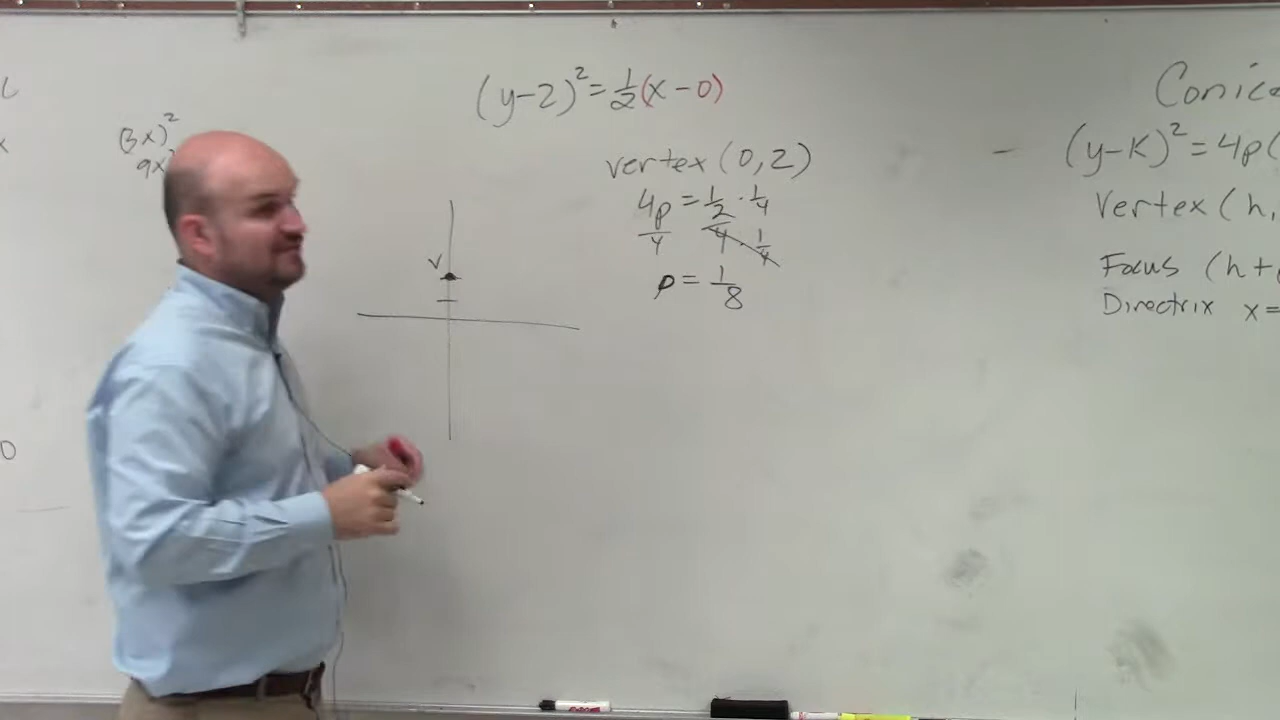 (3x)²
9x²
(y-2)² = 1/2(x - 0)
vertex (0, 2)
4p/4 = 1/2 · 1/4
/4 · 1/4
p = 1/8
V
Conic
(y-K)² = 4p(
Vertex (h,
Focus (h+p
Directrix x =